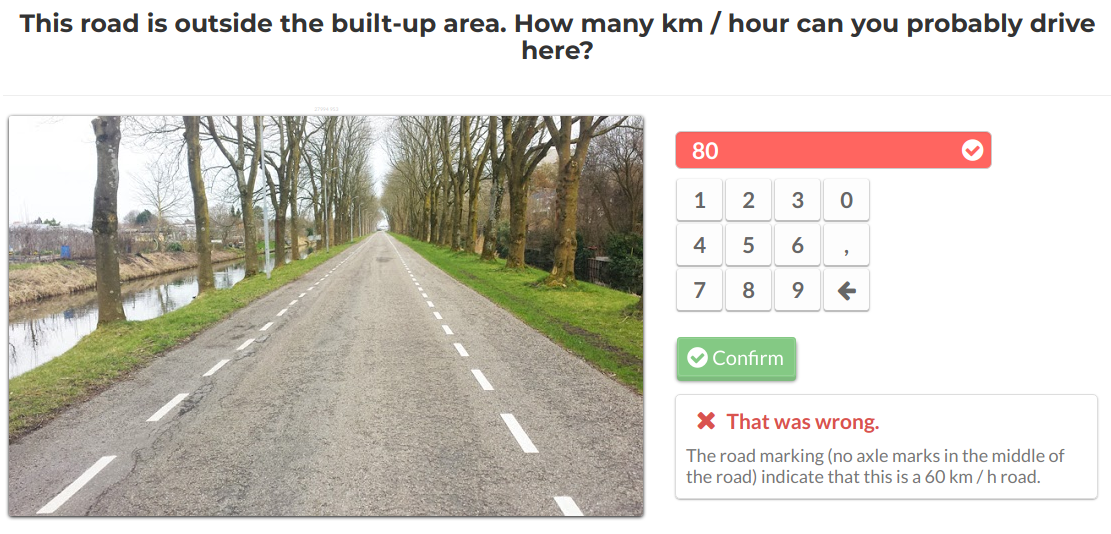 This road is outside the built-up area. How many km / hour can you probably drive
here?
80
1 2 3 0
4 5 6 ,
7 8 9
Confirm
That was wrong.
The road marking (no axle marks in the middle of
the road) indicate that this is a 60 km / h road.